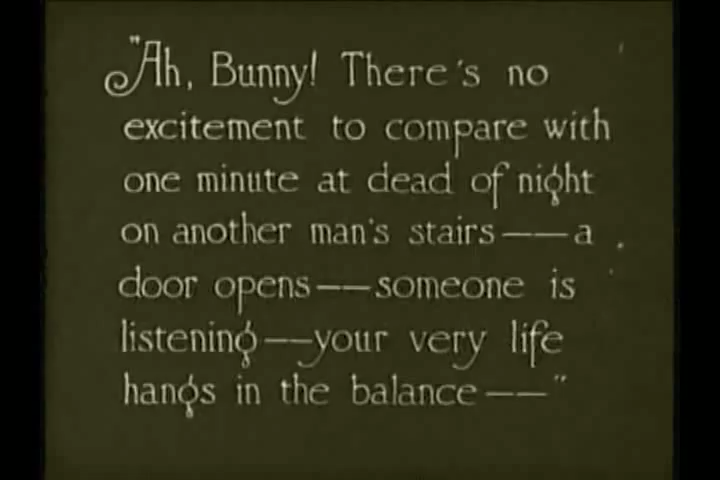 "Ah, Bunny! There's no
excitement to compare with
one minute at dead of night
on another man's stairs——a
door opens——someone is
listening——your very life
hangs in the balance——"